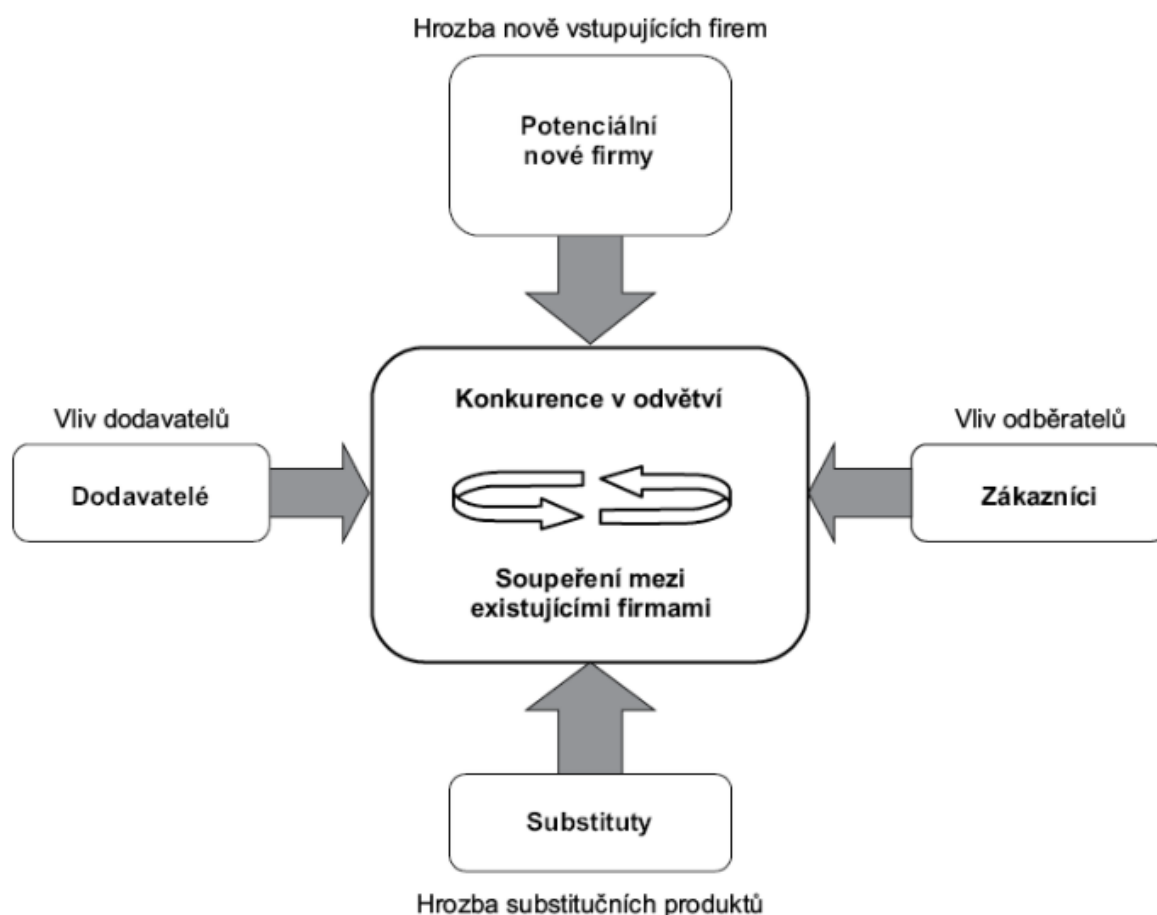 Hrozba nově vstupujících firem
Potenciální
nové firmy
Konkurence v odvětví
Vliv dodavatelů
Dodavatelé
Vliv odběratelů
Zákazníci
Soupeření mezi
existujícími firmami
Substituty
Hrozba substitučních produktů